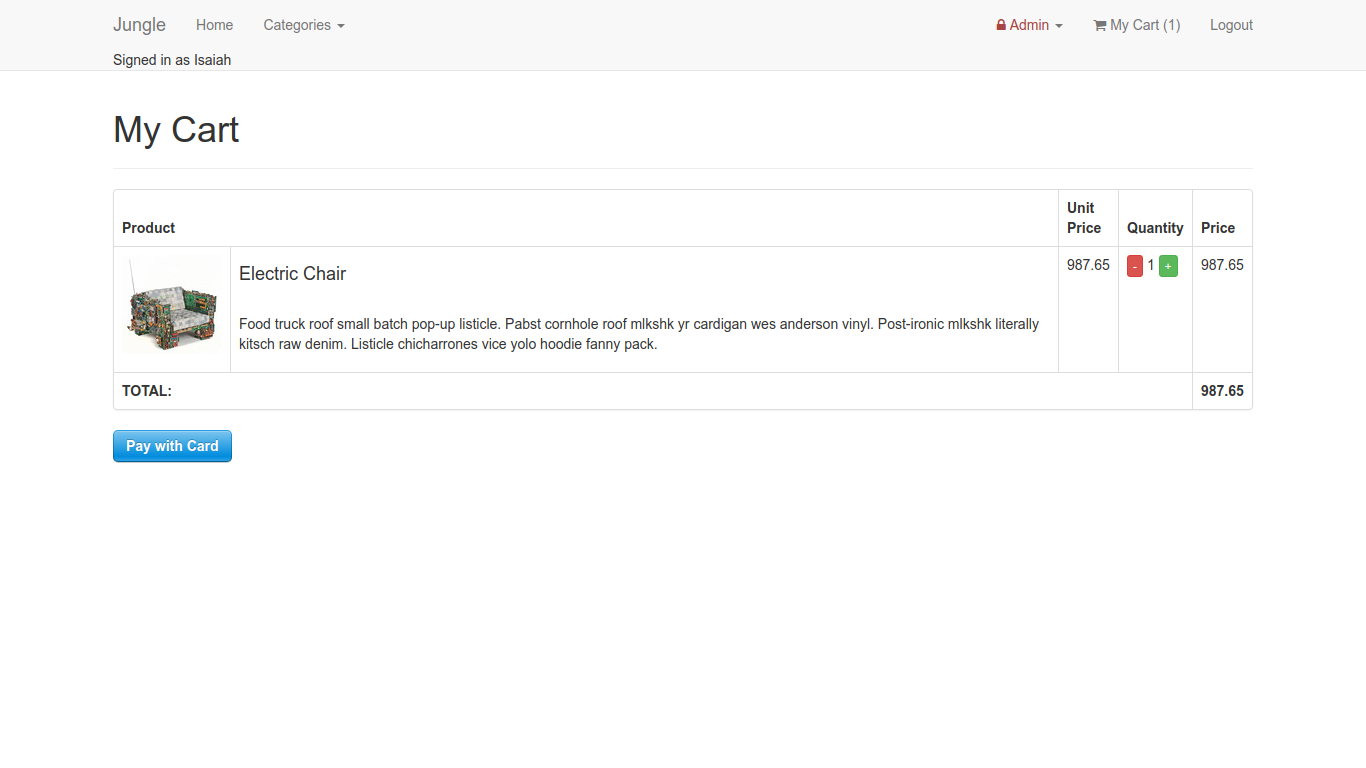 Jungle Home Categories Admin My Cart (1) Logout
Signed in as Isaiah
My Cart
Product Unit Price Quantity Price
Electric Chair 987.65 - 1 + 987.65
Food truck roof small batch pop-up listicle. Pabst cornhole roof mlkshk yr cardigan wes anderson vinyl. Post-ironic mlkshk literally
kitsch raw denim. Listicle chicharrones vice yolo hoodie fanny pack.
TOTAL: 987.65
Pay with Card